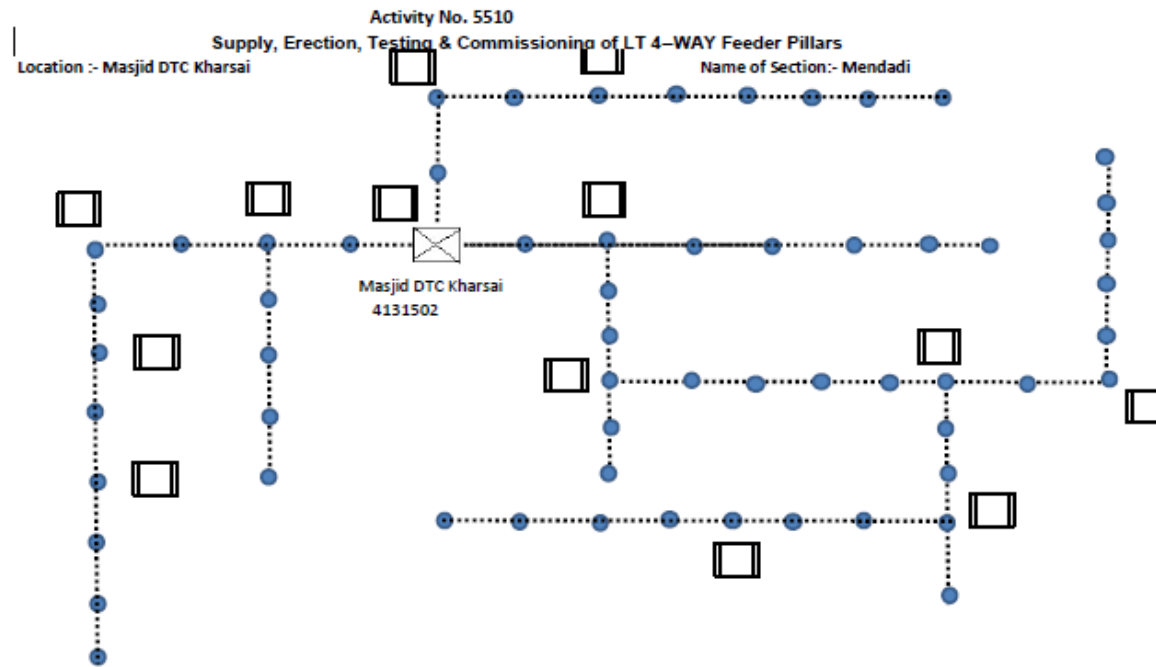 Activity No. 5510
Supply, Erection, Testing & Commissioning of LT 4–WAY Feeder Pillars
Location :- Masjid DTC Kharsai Name of Section:- Mendadi
Masjid DTC Kharsai
4131502